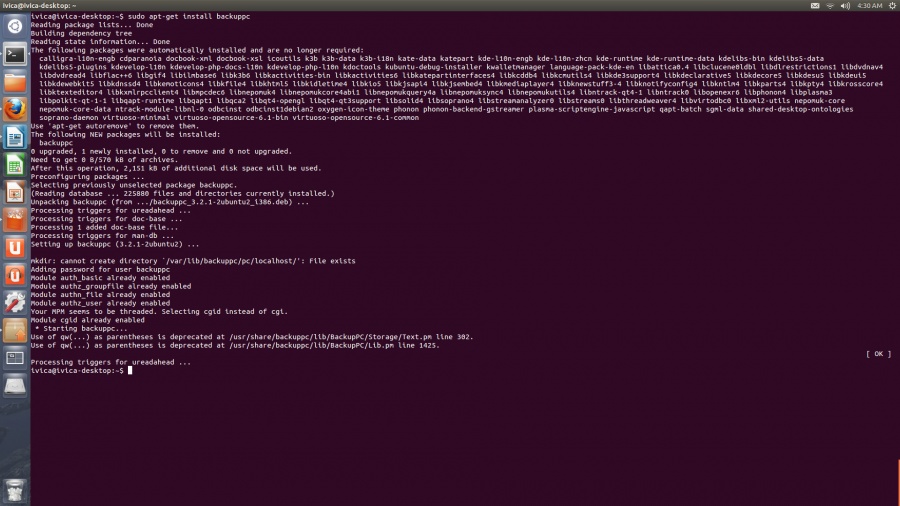 ivica@ivica-desktop: ~
4:30 AM
ivica@ivica-desktop:~$ sudo apt-get install backuppc
Reading package lists... Done
Building dependency tree
Reading state information... Done
The following packages were automatically installed and are no longer required:
calligra-l10n-engb cdparanoia docbook-xml docbook-xsl icoutils k3b k3b-data k3b-i18n kate-data katepart kde-l10n-engb kde-l10n-zhcn kde-runtime kde-runtime-data kdelibs-bin kdelibs5-data
kdelibs5-plugins kdevelop-l10n kdevelop-php-docs-l10n kdevelop-php-l10n kdoctools kubuntu-debug-installer kwalletmanager language-pack-kde-en libattica0.4 libclucene0ldbl libdlrestrictions1 libdvdnav4
libdvdread4 libflac++6 libgif4 libilmbase6 libk3b6 libkactivities-bin libkactivities6 libkatepartinterfaces4 libkcddb4 libkcmutils4 libkde3support4 libkdeclarative5 libkdecore5 libkdesu5 libkdeui5
libkdewebkit5 libkdnssd4 libkemoticons4 libkfile4 libkhtml5 libkidletime4 libkio5 libkjsapi4 libkjsembed4 libkmediaplayer4 libknewstuff3-4 libknotifyconfig4 libkntlm4 libkparts4 libkpty4 libkrosscore4
libktexteditor4 libkxmlrpcclient4 libmpcdec6 libnepomuk4 libnepomukcore4abi1 libnepomukquery4a libnepomuksync4 libnepomukutils4 libntrack-qt4-1 libntrack0 libopenexr6 libphonon4 libplasma3
libpolkit-qt-1-1 libqapt-runtime libqapt1 libqca2 libqt4-opengl libqt4-qt3support libsolid4 libsoprano4 libstreamanalyzer0 libstreams0 libthreadweaver4 libvirtodbc0 libxml2-utils nepomuk-core
nepomuk-core-data ntrack-module-libnl-0 odbcinst odbcinst1debian2 oxygen-icon-theme phonon phonon-backend-gstreamer plasma-scriptengine-javascript qapt-batch sgml-data shared-desktop-ontologies
soprano-daemon virtuoso-minimal virtuoso-opensource-6.1-bin virtuoso-opensource-6.1-common
Use 'apt-get autoremove' to remove them.
The following NEW packages will be installed:
backuppc
0 upgraded, 1 newly installed, 0 to remove and 0 not upgraded.
Need to get 0 B/570 kB of archives.
After this operation, 2,151 kB of additional disk space will be used.
Preconfiguring packages ...
Selecting previously unselected package backuppc.
(Reading database ... 225880 files and directories currently installed.)
Unpacking backuppc (from .../backuppc_3.2.1-2ubuntu2_i386.deb) ...
Processing triggers for ureadahead ...
Processing triggers for doc-base ...
Processing 1 added doc-base file...
Processing triggers for man-db ...
Setting up backuppc (3.2.1-2ubuntu2) ...
mkdir: cannot create directory `/var/lib/backuppc/pc/localhost/': File exists
Adding password for user backuppc
Module auth_basic already enabled
Module authz_groupfile already enabled
Module authn_file already enabled
Module authz_user already enabled
Your MPM seems to be threaded. Selecting cgid instead of cgi.
Module cgid already enabled
* Starting backuppc...
Use of qw(...) as parentheses is deprecated at /usr/share/backuppc/lib/BackupPC/Storage/Text.pm line 302.
Use of qw(...) as parentheses is deprecated at /usr/share/backuppc/lib/BackupPC/Lib.pm line 1425.
[ OK ]
Processing triggers for ureadahead ...
ivica@ivica-desktop:~$